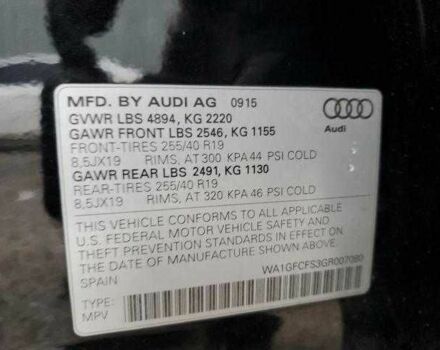 MFD. BY AUDI AG 0915
GVWR LBS 4894, KG 2220
GAWR FRONT LBS 2546, KG 1155
FRONT-TIRES 255/40 R19
8,5JX19 RIMS, AT 300 KPA/44 PSI COLD
GAWR REAR LBS 2491, KG 1130
REAR-TIRES 255/40 R19
8,5JX19 RIMS, AT 320 KPA/46 PSI COLD
Audi
THIS VEHICLE CONFORMS TO ALL APPLICABLE
U.S. FEDERAL MOTOR VEHICLE SAFETY AND
THEFT PREVENTION STANDARDS IN EFFECT ON THE
DATE OF MANUFACTURE SHOWN ABOVE.
SPAIN
WA1GFCFS3GR007080
TYPE:
MPV